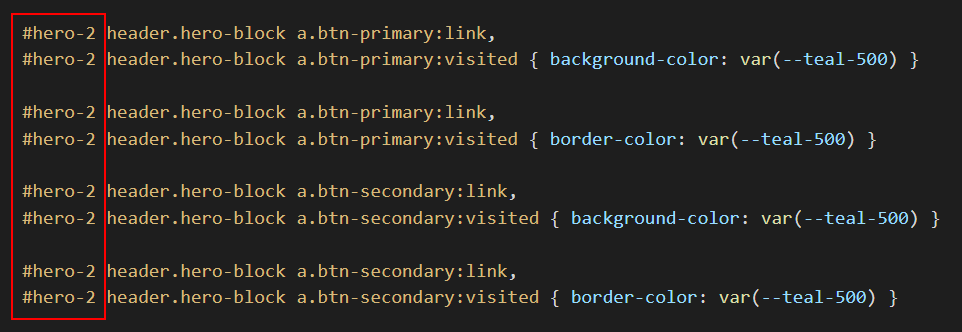 #hero-2 header.hero-block a.btn-primary:link,
#hero-2 header.hero-block a.btn-primary:visited { background-color: var(--teal-500) }
#hero-2 header.hero-block a.btn-primary:link,
#hero-2 header.hero-block a.btn-primary:visited { border-color: var(--teal-500) }
#hero-2 header.hero-block a.btn-secondary:link,
#hero-2 header.hero-block a.btn-secondary:visited { background-color: var(--teal-500) }
#hero-2 header.hero-block a.btn-secondary:link,
#hero-2 header.hero-block a.btn-secondary:visited { border-color: var(--teal-500) }